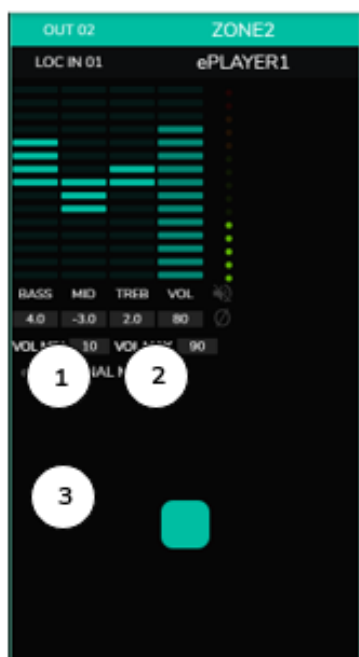 OUT 02 ZONE2
LOC IN 01 ePLAYER1
BASS MID TREB VOL
4.0 -3.0 2.0 80
VOL 10 VOL 90
1 2
3